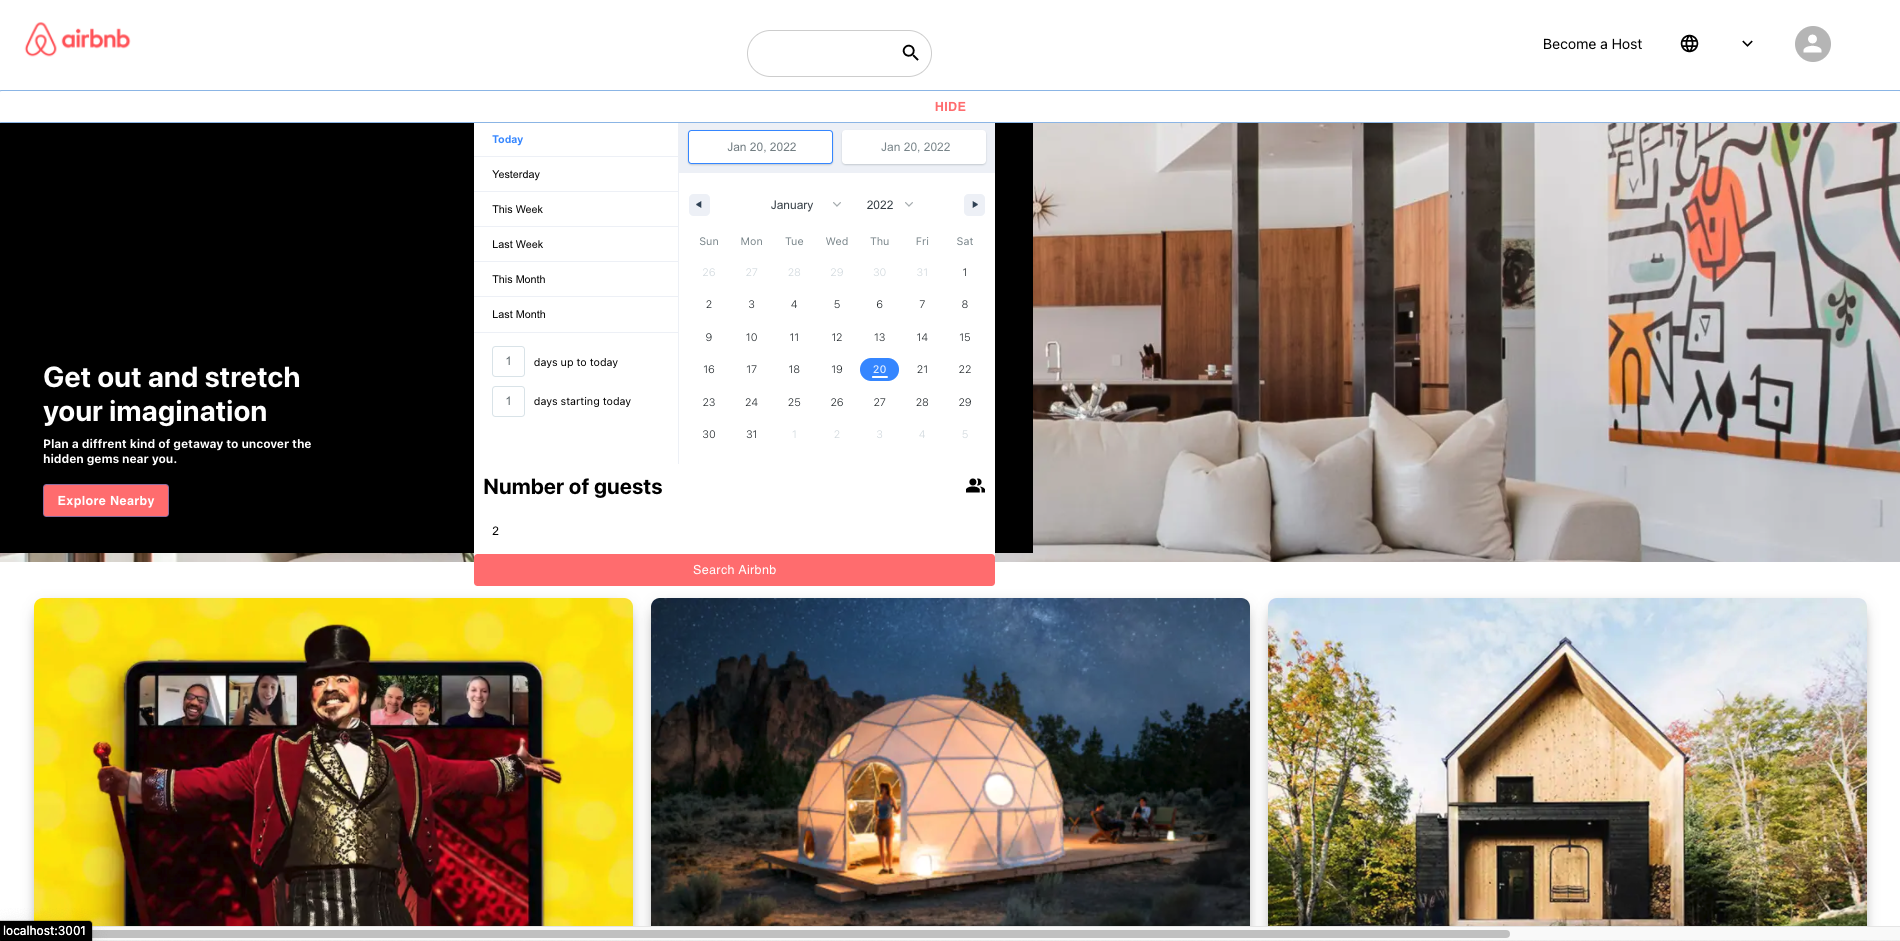 airbnb
Become a Host
HIDE
Today
Yesterday
This Week
Last Week
This Month
Last Month
1 days up to today
1 days starting today
Jan 20, 2022 Jan 20, 2022
January 2022
Sun Mon Tue Wed Thu Fri Sat
26 27 28 29 30 31 1
2 3 4 5 6 7 8
9 10 11 12 13 14 15
16 17 18 19 20 21 22
23 24 25 26 27 28 29
30 31 1 2 3 4 5
Get out and stretch
your imagination
Plan a diffrent kind of getaway to uncover the
hidden gems near you.
Explore Nearby
Number of guests
2
Search Airbnb
localhost:3001